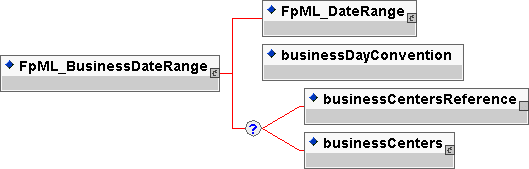 FpML_DateRange
businessDayConvention
FpML_BusinessDateRange
businessCentersReference
?
businessCenters